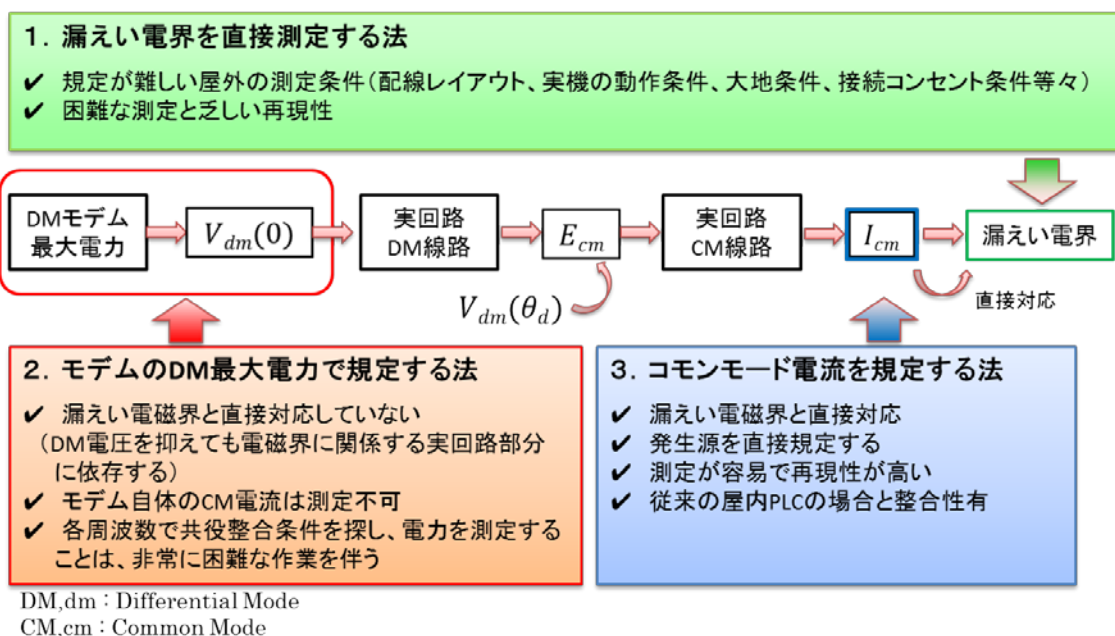 1. 漏えい電界を直接測定する法
✔ 規定が難しい屋外の測定条件(配線レイアウト、実機の動作条件、大地条件、接続コンセント条件等々)
✔ 困難な測定と乏しい再現性
DMモデム
最大電力
V_dm(0)
実回路
DM線路
E_cm
実回路
CM線路
I_cm
漏えい電界
V_dm(θ_d)
直接対応
2. モデムのDM最大電力で規定する法
✔ 漏えい電磁界と直接対応していない
(DM電圧を抑えても電磁界に関係する実回路部分
に依存する)
✔ モデム自体のCM電流は測定不可
✔ 各周波数で共役整合条件を探し、電力を測定する
ことは、非常に困難な作業を伴う
3. コモンモード電流を規定する法
✔ 漏えい電磁界と直接対応
✔ 発生源を直接規定する
✔ 測定が容易で再現性が高い
✔ 従来の屋内PLCの場合と整合性有
DM,dm : Differential Mode
CM,cm : Common Mode